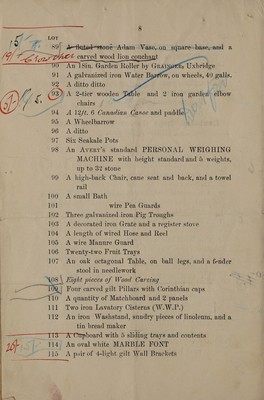 8
LOT
89 A fluted stone Adam Vase, on square base, and a
carved wood lion couchant
90 An 18in. Garden Roller by Uxbridge
91 A galvanized iron Water Barrow, on wheels, 40 galls.
92 A ditto ditto
93 A 2-tier wooden Table and 2 iron garden elbow
chairs
94 A 12ft. 6 Canadian Canoe and paddle
95 A Wheelbarrow
96 A ditto
97 Six Seakale Pots
98 An AVERY's standard PERSONAL WEIGHING
MACHINE with height standard and 5 weights,
up to 32 stone
99 A high-back Chair, cane seat and back, and a towel
rail
100 A small Bath
101 wire Pea Guards
102 Three galvanized iron Pig Troughs
103 A decorated iron Grate and a register stove
104 A length of wired Hose and Reel
105 A wire Manure Guard
106 Twenty-two Fruit Trays
107 An oak octagonal Table, on ball legs, and a fender
stool in needlework
108 Eight pieces of Wood Carving
109 Four carved gilt Pillars with Corinthian caps
110 A quantity of Matchboard and 2 panels
111 Two iron Lavatory Cisterns (W.W.P.)
112 An iron Washstand, sundry pieces of linoleum, and a
tin bread maker
113 A Cupboard with 5 sliding trays and contents
114 An oval white MARBLE FONT
115 A pair of 4-light gilt Wall Brackets